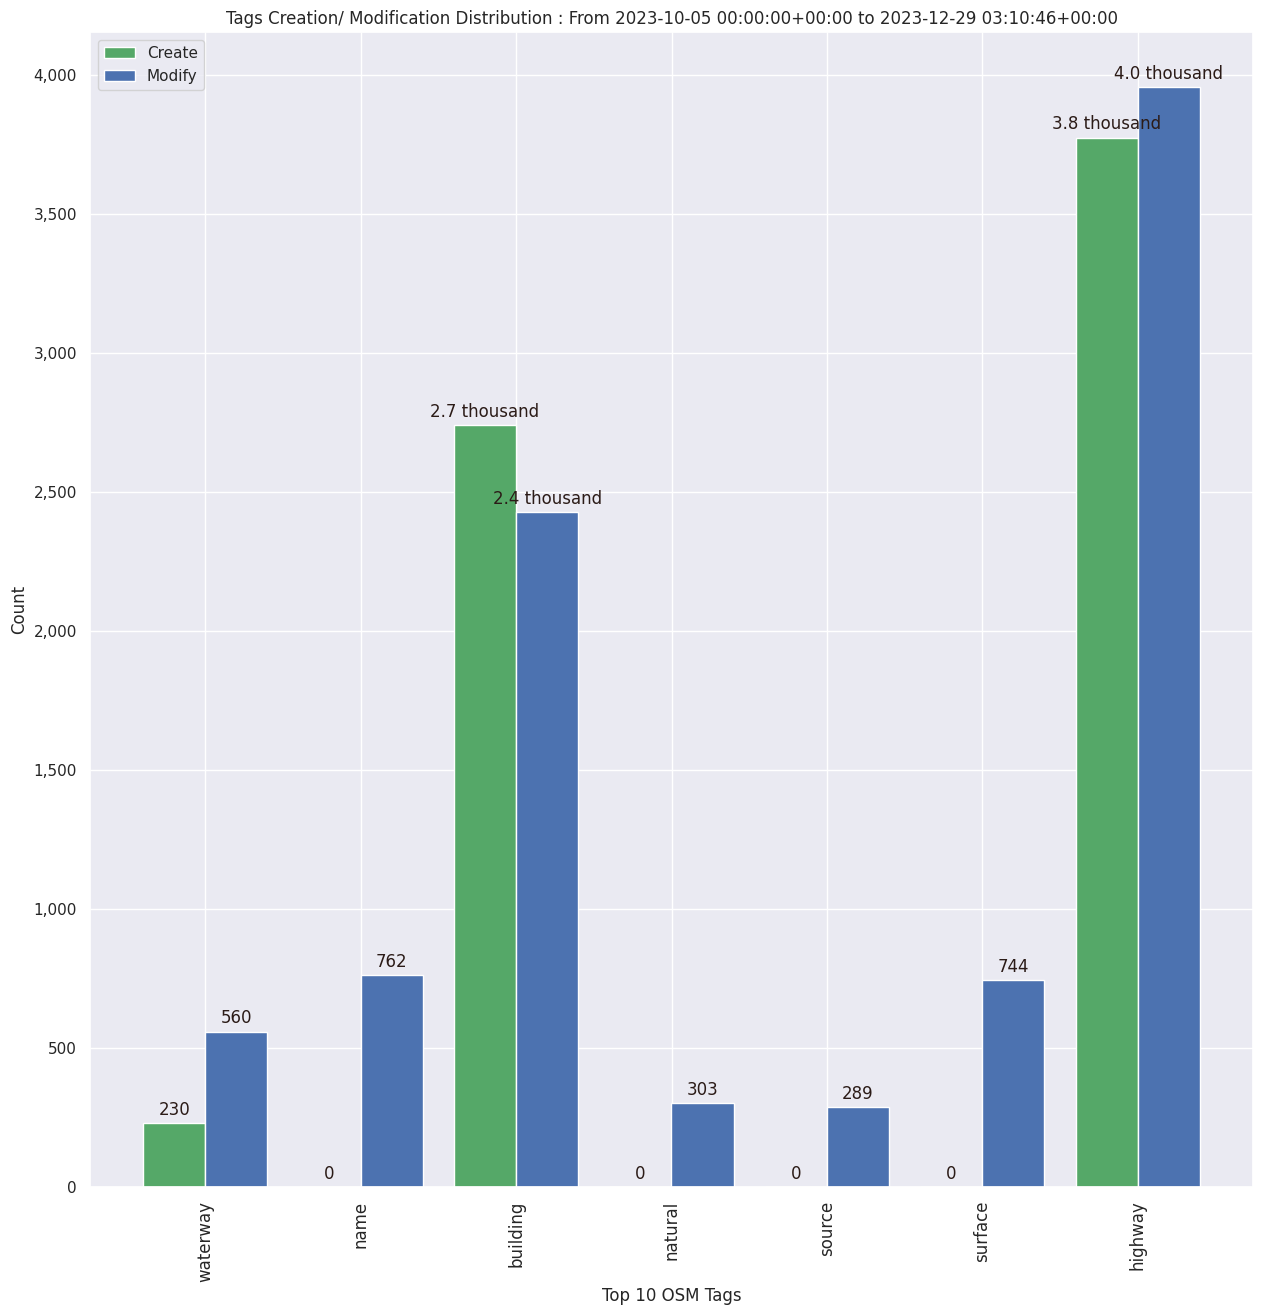 Tags Creation/ Modification Distribution : From 2023-10-05 00:00:00+00:00 to 2023-12-29 03:10:46+00:00
Create
Modify
4,000
3,500
3,000
2,500
2,000
1,500
1,000
500
0
Count
230
560
0
762
2.7 thousand
2.4 thousand
0
303
0
289
0
744
3.8 thousand
4.0 thousand
waterway
name
building
natural
source
surface
highway
Top 10 OSM Tags